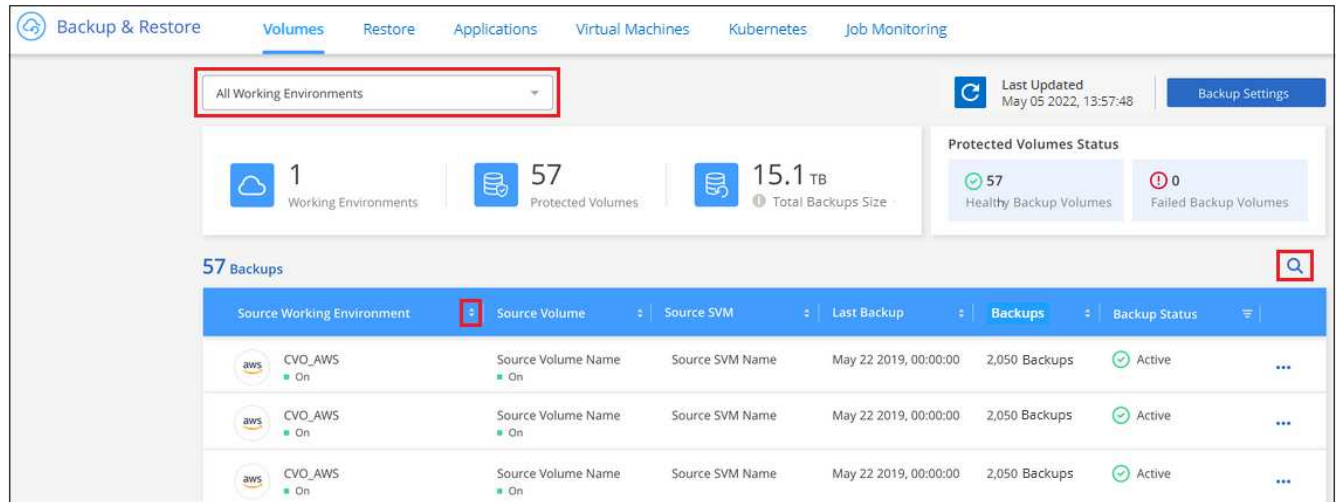 Backup & Restore Volumes Restore Applications Virtual Machines Kubernetes Job Monitoring
All Working Environments
Last Updated
May 05 2022, 13:57:48
Backup Settings
1
Working Environments
57
Protected Volumes
15.1 TB
Total Backups Size
Protected Volumes Status
57
Healthy Backup Volumes
0
Failed Backup Volumes
57 Backups
Source Working Environment Source Volume Source SVM Last Backup Backups Backup Status
aws CVO_AWS Source Volume Name Source SVM Name May 22 2019, 00:00:00 2,050 Backups Active
On On
aws CVO_AWS Source Volume Name Source SVM Name May 22 2019, 00:00:00 2,050 Backups Active
On On
aws CVO_AWS Source Volume Name Source SVM Name May 22 2019, 00:00:00 2,050 Backups Active
On On